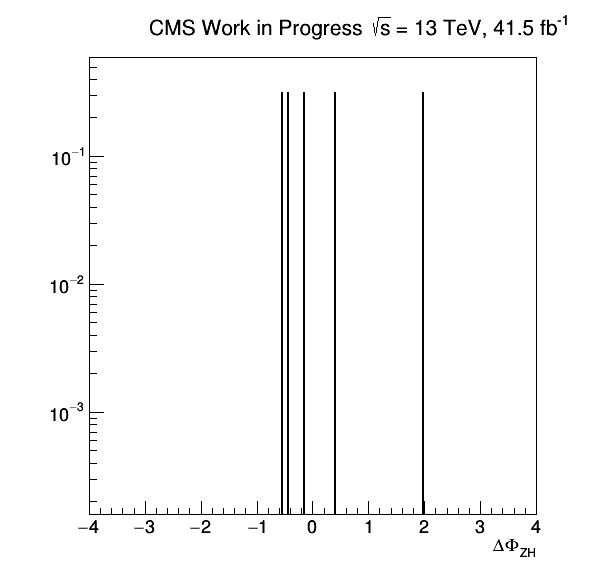 CMS Work in Progress √s = 13 TeV, 41.5 fb⁻¹
10⁻¹
10⁻²
10⁻³
−4 −3 −2 −1 0 1 2 3 4
ΔΦ_ZH